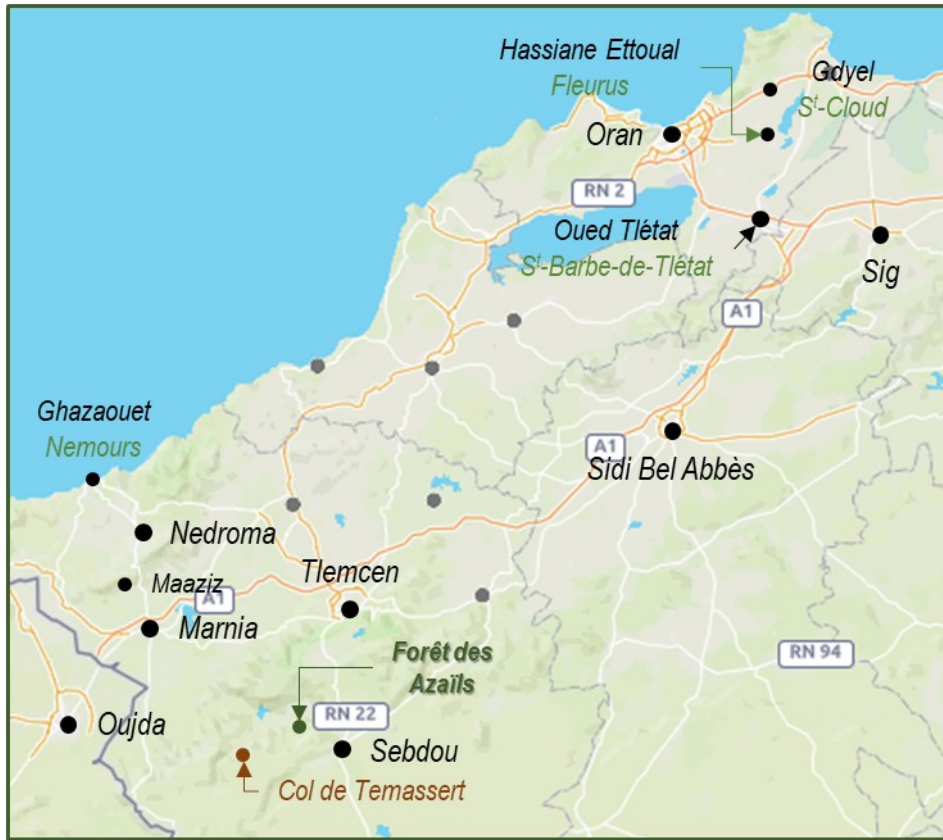 Hassiane Ettoual
Fleurus
Gdyel
Sᵗ-Cloud
Oran
RN 2
Oued Tlétat
Sᵗ-Barbe-de-Tlétat
Sig
A1
Ghazaouet
Nemours
A1
Sidi Bel Abbès
Nedroma
Tlemcen
Maaziz
A1
Marnia
Forêt des
Azaïls
RN 94
RN 22
Oujda
Sebdou
Col de Temassert